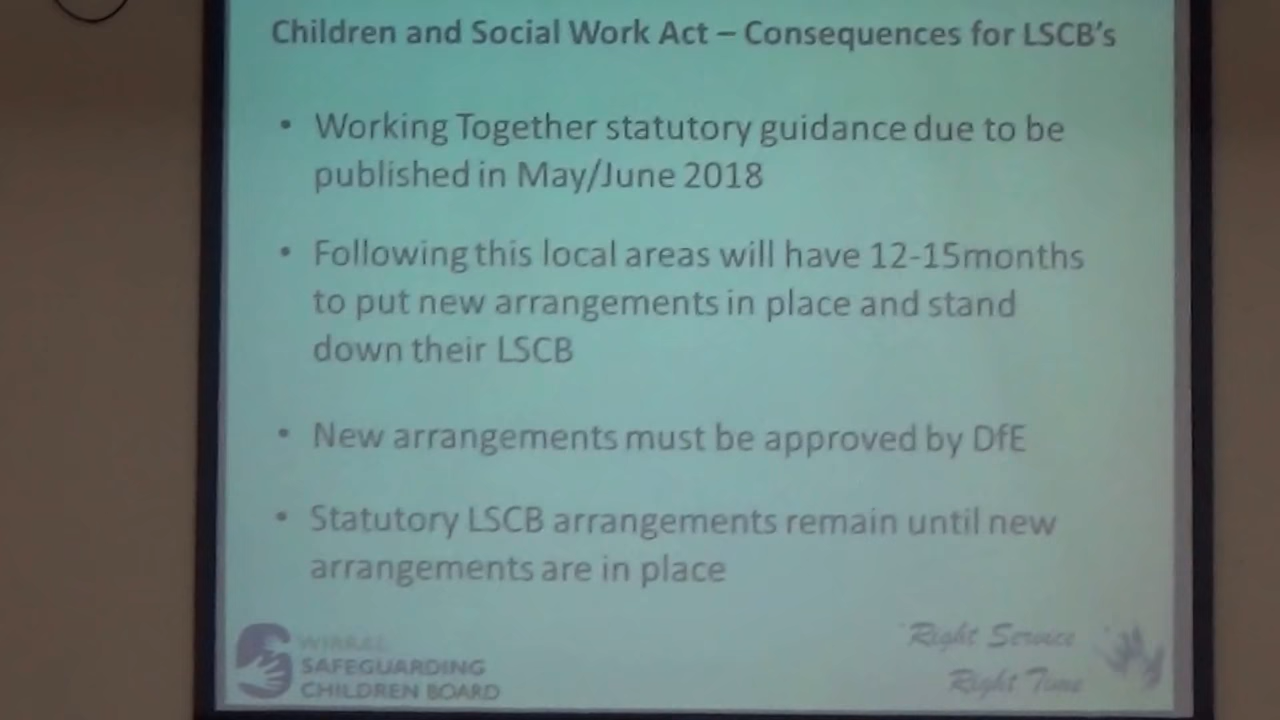 Children and Social Work Act – Consequences for LSCB's
• Working Together statutory guidance due to be
published in May/June 2018
• Following this local areas will have 12-15months
to put new arrangements in place and stand
down their LSCB
• New arrangements must be approved by DfE
• Statutory LSCB arrangements remain until new
arrangements are in place
WIRRAL
SAFEGUARDING
CHILDREN BOARD
Right Service
Right Time